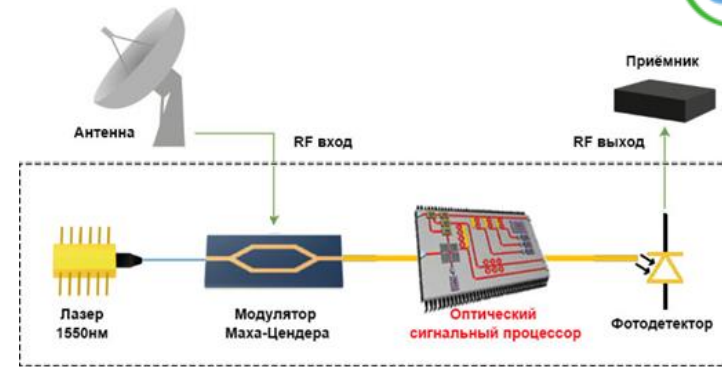 Приёмник
Антенна
RF вход
RF выход
Лазер
1550нм
Модулятор
Маха-Цендера
Оптический
сигнальный процессор
Фотодетектор